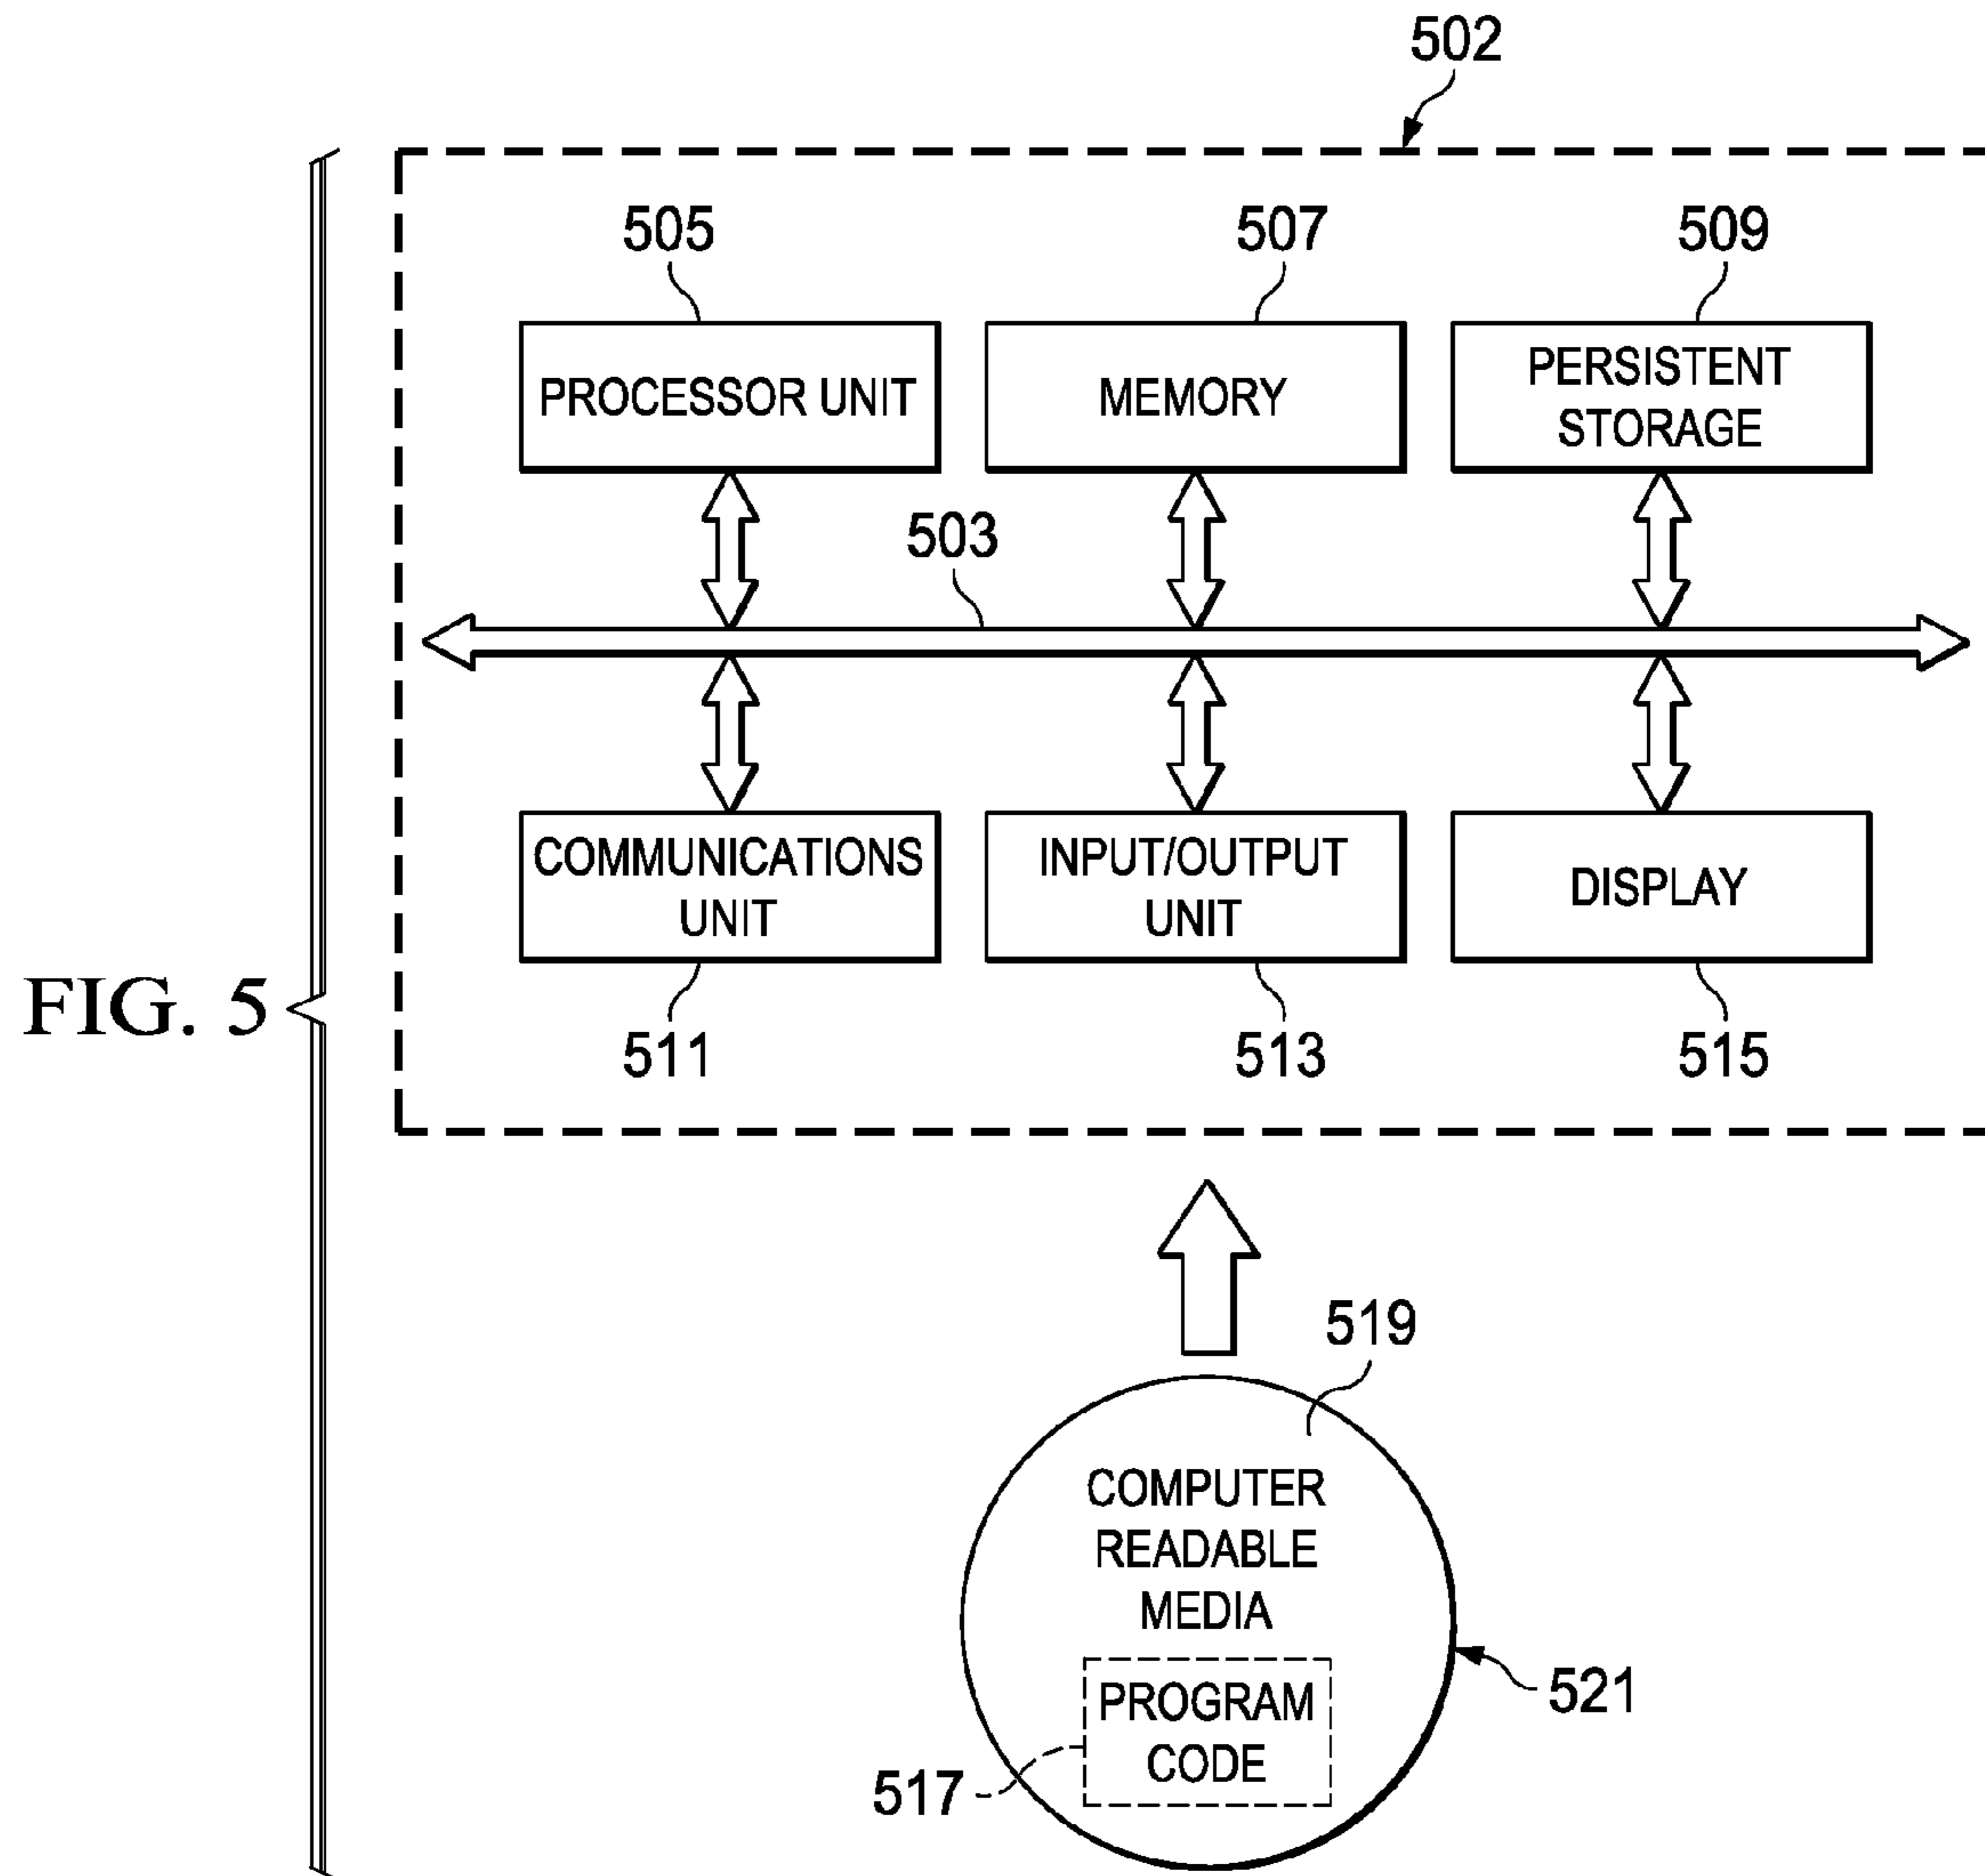 502
505
507
509
PROCESSOR UNIT
MEMORY
PERSISTENT
STORAGE
503
COMMUNICATIONS
UNIT
INPUT/OUTPUT
UNIT
DISPLAY
511
513
515
FIG. 5
519
COMPUTER
READABLE
MEDIA
PROGRAM
CODE
521
517